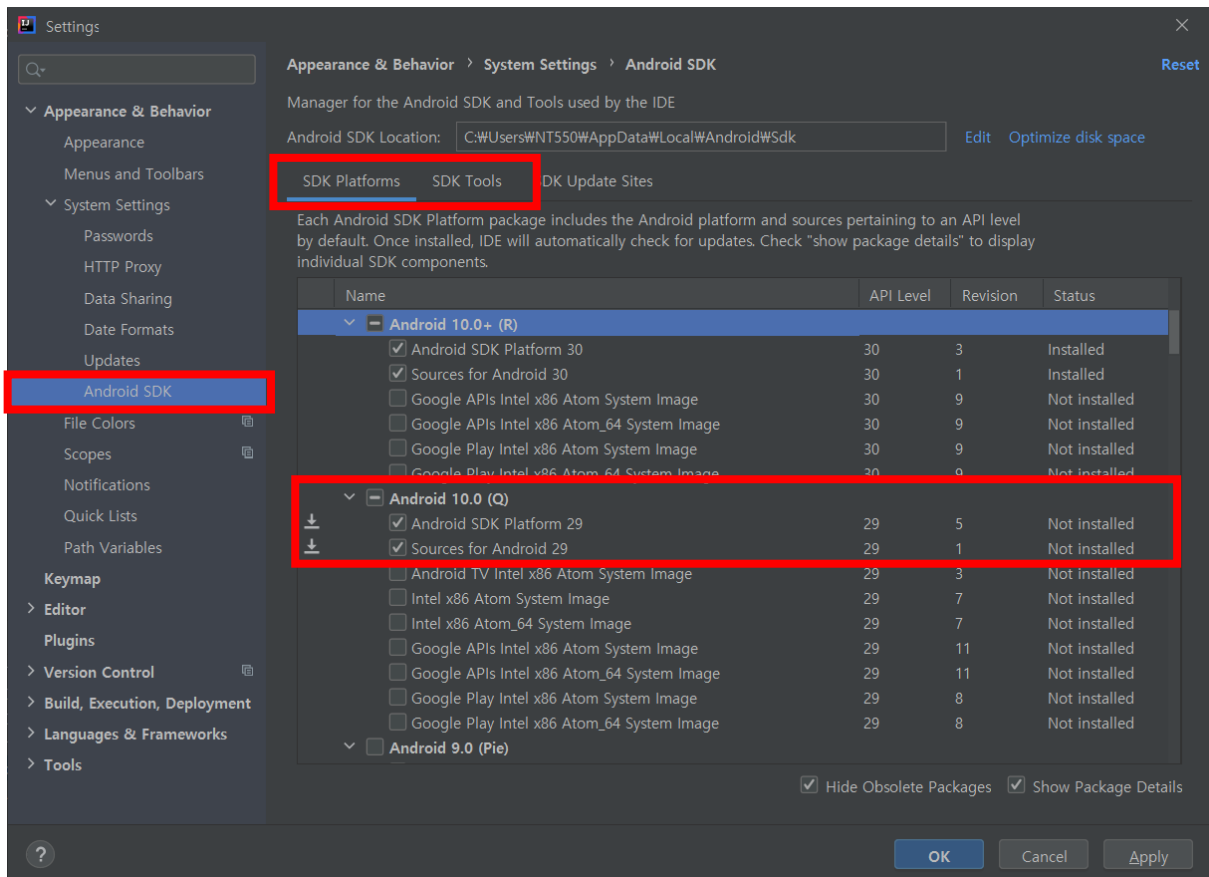 Settings
Appearance & Behavior
Appearance
Menus and Toolbars
System Settings
Passwords
HTTP Proxy
Data Sharing
Date Formats
Updates
Android SDK
File Colors
Scopes
Notifications
Quick Lists
Path Variables
Keymap
Editor
Plugins
Version Control
Build, Execution, Deployment
Languages & Frameworks
Tools
Appearance & Behavior › System Settings › Android SDK Reset
Manager for the Android SDK and Tools used by the IDE
Android SDK Location: C:₩Users₩NT550₩AppData₩Local₩Android₩Sdk Edit Optimize disk space
SDK Platforms SDK Tools SDK Update Sites
Each Android SDK Platform package includes the Android platform and sources pertaining to an API level
by default. Once installed, IDE will automatically check for updates. Check "show package details" to display
individual SDK components.
Name API Level Revision Status
Android 10.0+ (R)
Android SDK Platform 30 30 3 Installed
Sources for Android 30 30 1 Installed
Google APIs Intel x86 Atom System Image 30 9 Not installed
Google APIs Intel x86 Atom_64 System Image 30 9 Not installed
Google Play Intel x86 Atom System Image 30 9 Not installed
Google Play Intel x86 Atom_64 System Image 30 9 Not installed
Android 10.0 (Q)
Android SDK Platform 29 29 5 Not installed
Sources for Android 29 29 1 Not installed
Android TV Intel x86 Atom System Image 29 3 Not installed
Intel x86 Atom System Image 29 7 Not installed
Intel x86 Atom_64 System Image 29 7 Not installed
Google APIs Intel x86 Atom System Image 29 11 Not installed
Google APIs Intel x86 Atom_64 System Image 29 11 Not installed
Google Play Intel x86 Atom System Image 29 8 Not installed
Google Play Intel x86 Atom_64 System Image 29 8 Not installed
Android 9.0 (Pie)
Hide Obsolete Packages Show Package Details
? OK Cancel Apply